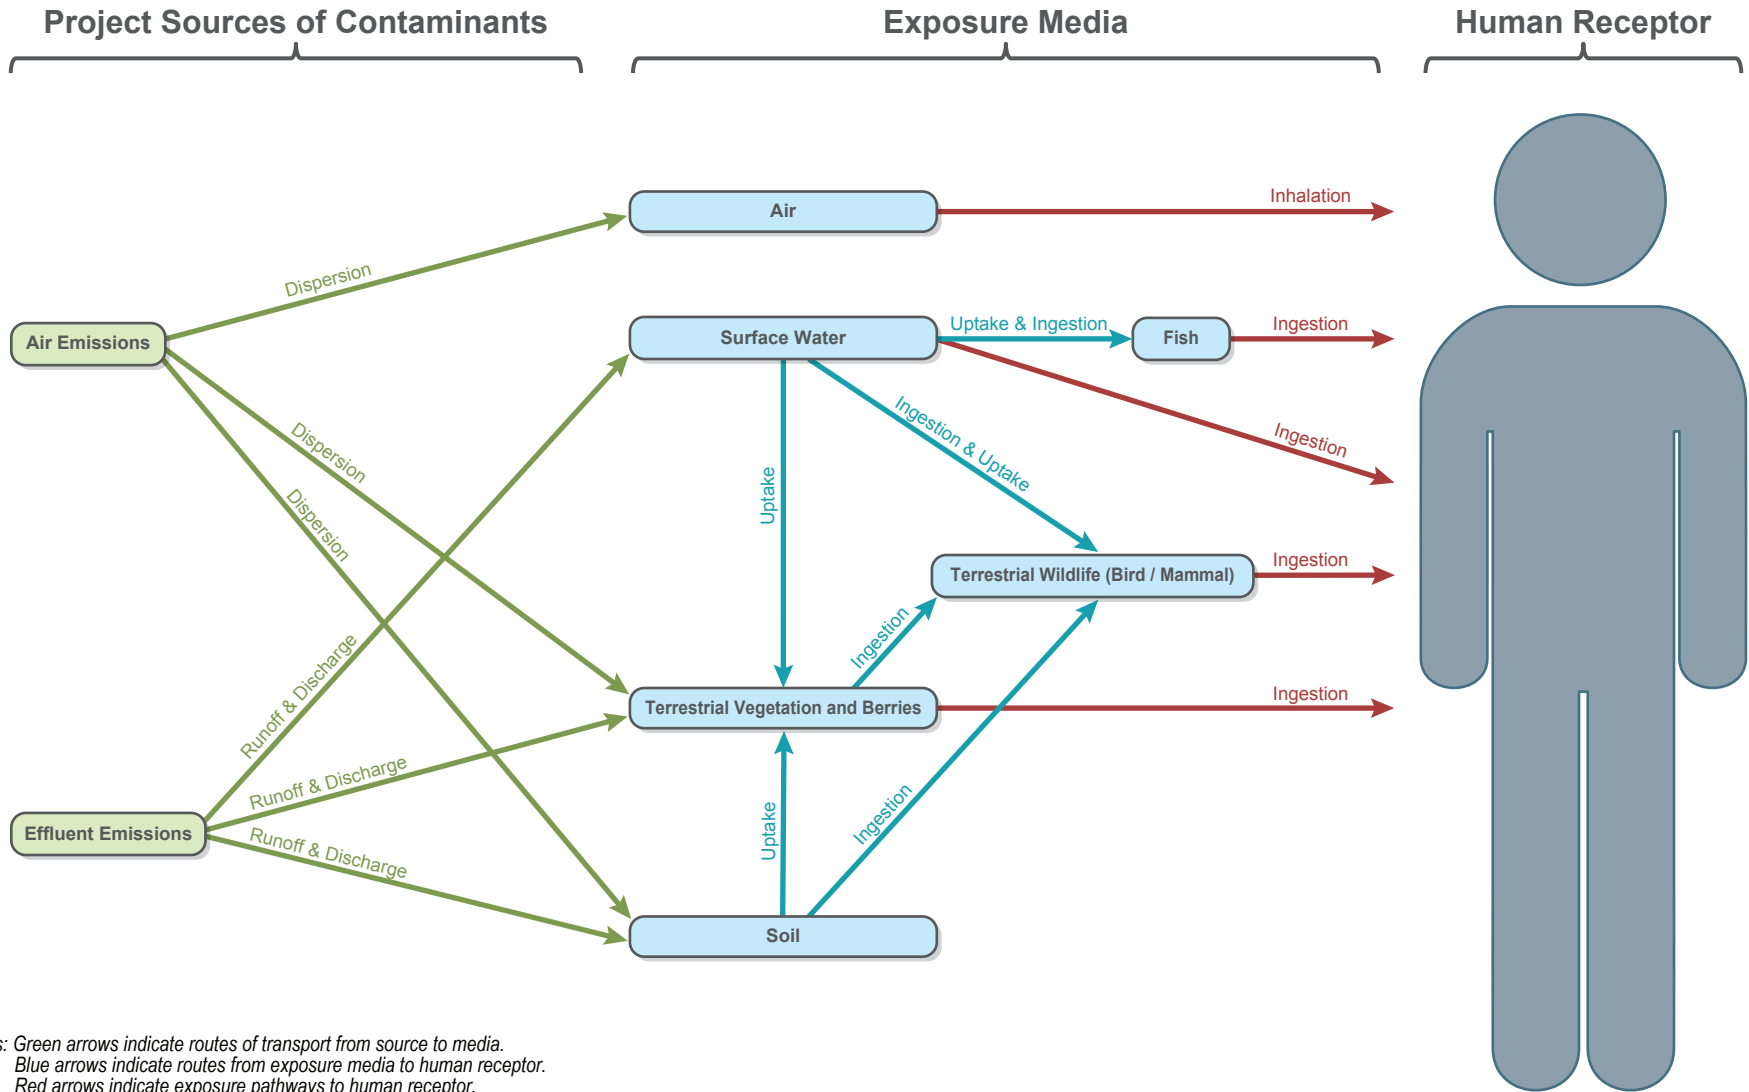 Project Sources of Contaminants
Exposure Media
Human Receptor
Air
Inhalation
Dispersion
Air Emissions
Surface Water
Uptake & Ingestion
Fish
Ingestion
Ingestion & Uptake
Ingestion
Dispersion
Uptake
Dispersion
Terrestrial Wildlife (Bird / Mammal)
Ingestion
Ingestion
Runoff & Discharge
Terrestrial Vegetation and Berries
Ingestion
Runoff & Discharge
Effluent Emissions
Runoff & Discharge
Uptake
Ingestion
Soil
s: Green arrows indicate routes of transport from source to media.
Blue arrows indicate routes from exposure media to human receptor.
Red arrows indicate exposure pathways to human receptor.